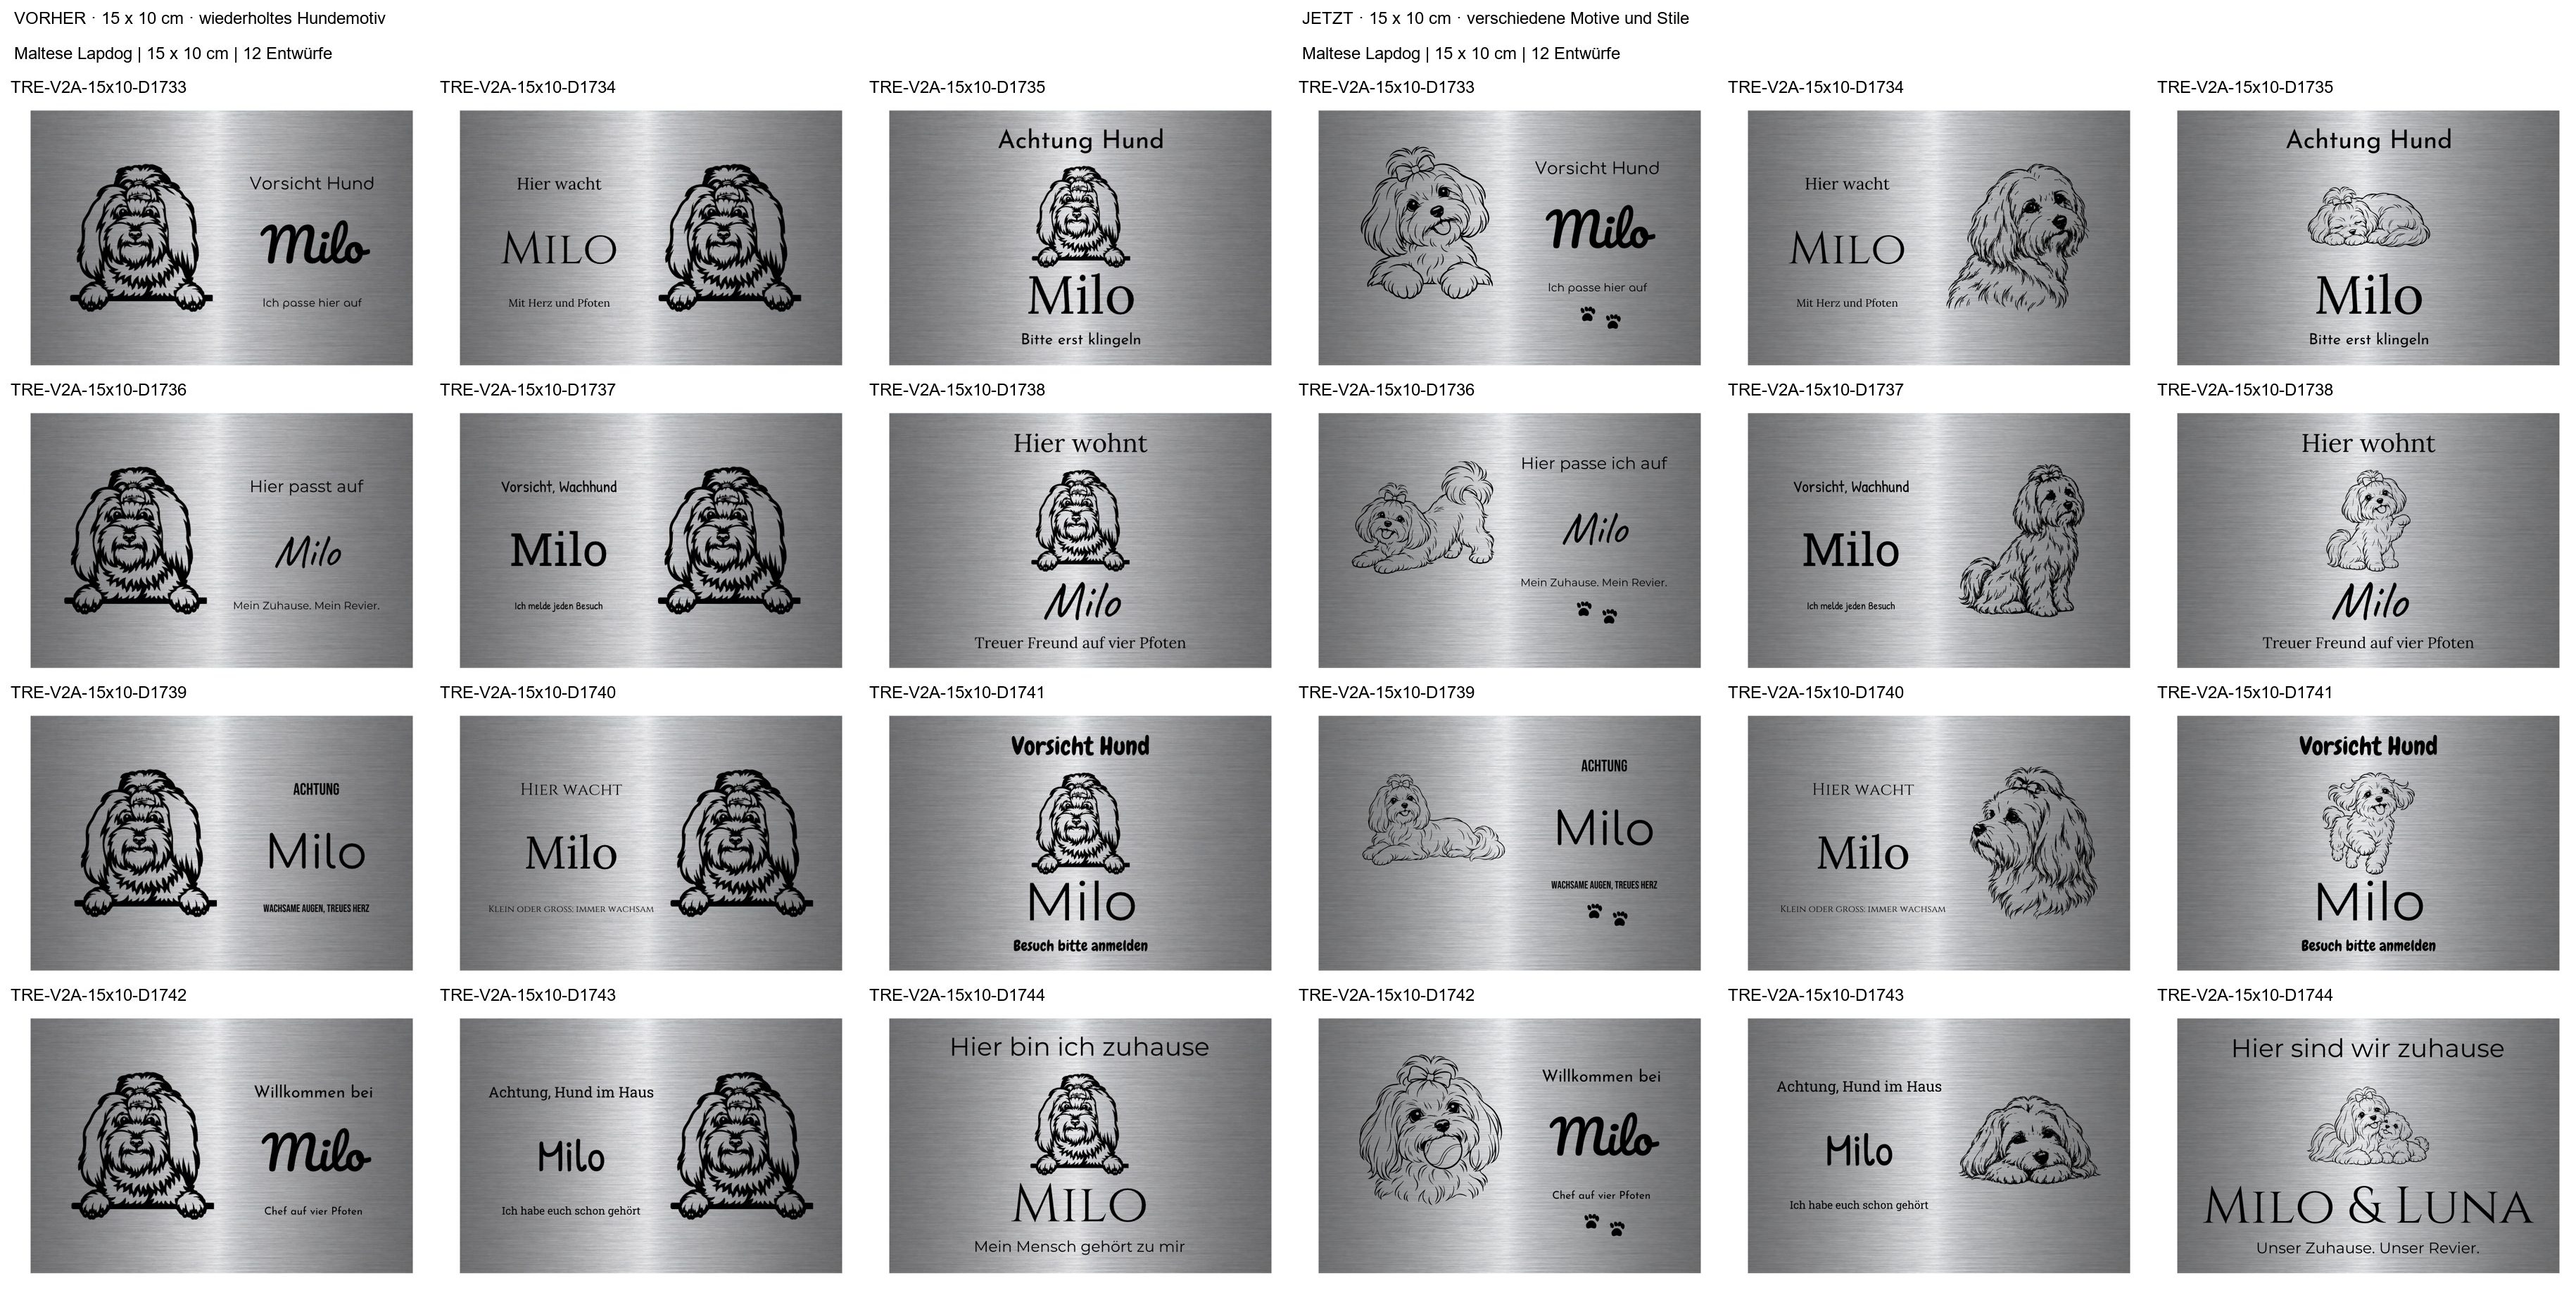 VORHER · 15 x 10 cm · wiederholtes Hundemotiv
Maltese Lapdog | 15 x 10 cm | 12 Entwürfe
TRE-V2A-15x10-D1733
Vorsicht Hund
Milo
Ich passe hier auf
TRE-V2A-15x10-D1734
Hier wacht
MILO
Mit Herz und Pfoten
TRE-V2A-15x10-D1735
Achtung Hund
Milo
Bitte erst klingeln
TRE-V2A-15x10-D1736
Hier passt auf
Milo
Mein Zuhause. Mein Revier.
TRE-V2A-15x10-D1737
Vorsicht, Wachhund
Milo
Ich melde jeden Besuch
TRE-V2A-15x10-D1738
Hier wohnt
Milo
Treuer Freund auf vier Pfoten
TRE-V2A-15x10-D1739
ACHTUNG
Milo
WACHSAME AUGEN, TREUES HERZ
TRE-V2A-15x10-D1740
HIER WACHT
Milo
KLEIN ODER GROSS: IMMER WACHSAM
TRE-V2A-15x10-D1741
Vorsicht Hund
Milo
Besuch bitte anmelden
TRE-V2A-15x10-D1742
Willkommen bei
Milo
Chef auf vier Pfoten
TRE-V2A-15x10-D1743
Achtung, Hund im Haus
Milo
Ich habe euch schon gehört
TRE-V2A-15x10-D1744
Hier bin ich zuhause
MILO
Mein Mensch gehört zu mir
JETZT · 15 x 10 cm · verschiedene Motive und Stile
Maltese Lapdog | 15 x 10 cm | 12 Entwürfe
TRE-V2A-15x10-D1733
Vorsicht Hund
Milo
Ich passe hier auf
TRE-V2A-15x10-D1734
Hier wacht
MILO
Mit Herz und Pfoten
TRE-V2A-15x10-D1735
Achtung Hund
Milo
Bitte erst klingeln
TRE-V2A-15x10-D1736
Hier passe ich auf
Milo
Mein Zuhause. Mein Revier.
TRE-V2A-15x10-D1737
Vorsicht, Wachhund
Milo
Ich melde jeden Besuch
TRE-V2A-15x10-D1738
Hier wohnt
Milo
Treuer Freund auf vier Pfoten
TRE-V2A-15x10-D1739
ACHTUNG
Milo
WACHSAME AUGEN, TREUES HERZ
TRE-V2A-15x10-D1740
HIER WACHT
Milo
KLEIN ODER GROSS: IMMER WACHSAM
TRE-V2A-15x10-D1741
Vorsicht Hund
Milo
Besuch bitte anmelden
TRE-V2A-15x10-D1742
Willkommen bei
Milo
Chef auf vier Pfoten
TRE-V2A-15x10-D1743
Achtung, Hund im Haus
Milo
Ich habe euch schon gehört
TRE-V2A-15x10-D1744
Hier sind wir zuhause
MILO & LUNA
Unser Zuhause. Unser Revier.